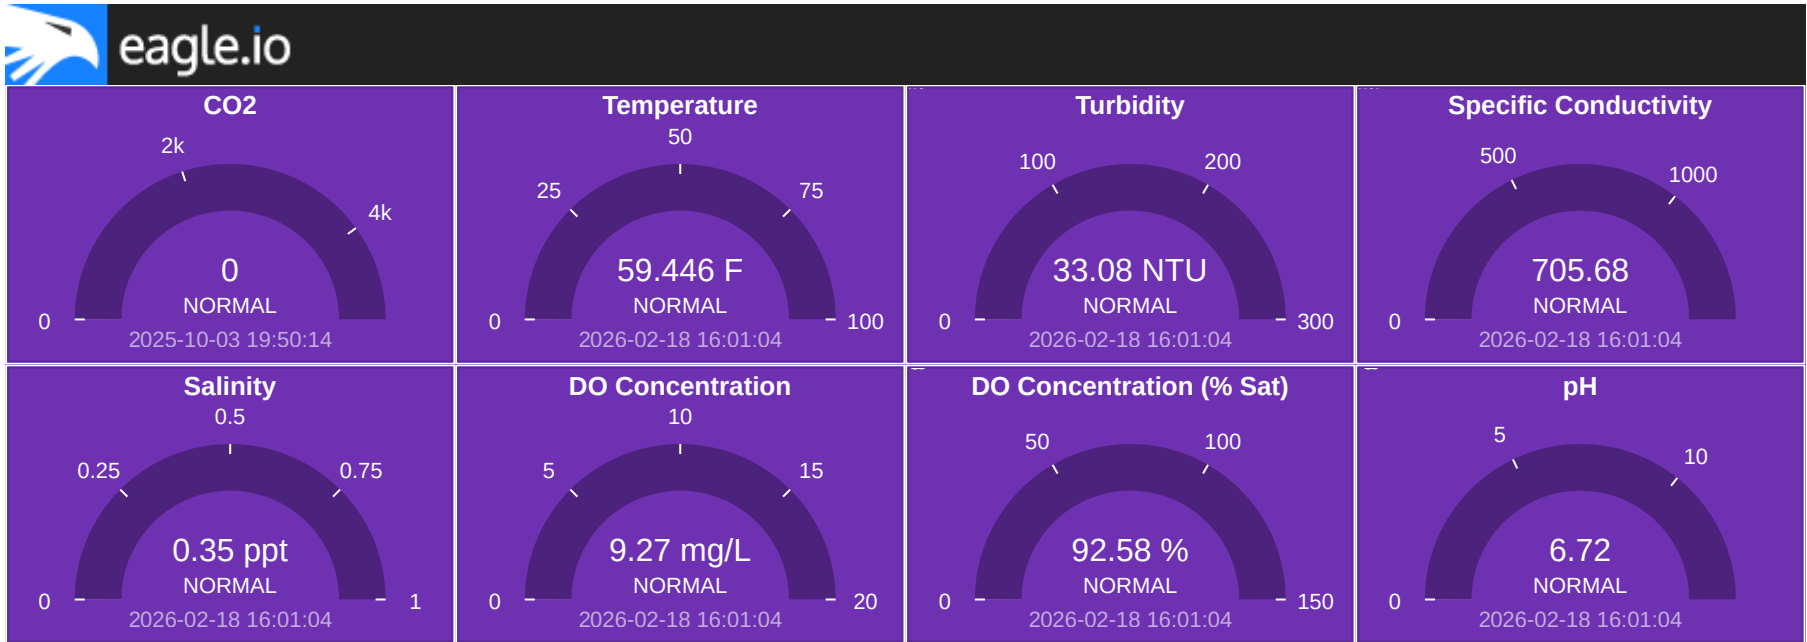 eagle.io
CO2
2k
4k
0
0
NORMAL
2025-10-03 19:50:14
Temperature
50
25
75
59.446 F
NORMAL
0
100
2026-02-18 16:01:04
Turbidity
100
200
33.08 NTU
NORMAL
0
300
2026-02-18 16:01:04
Specific Conductivity
500
1000
705.68
NORMAL
0
2026-02-18 16:01:04
Salinity
0.5
0.25
0.75
0.35 ppt
NORMAL
0
1
2026-02-18 16:01:04
DO Concentration
10
5
15
9.27 mg/L
NORMAL
0
20
2026-02-18 16:01:04
DO Concentration (% Sat)
50
100
92.58 %
NORMAL
0
150
2026-02-18 16:01:04
pH
5
10
6.72
NORMAL
0
2026-02-18 16:01:04